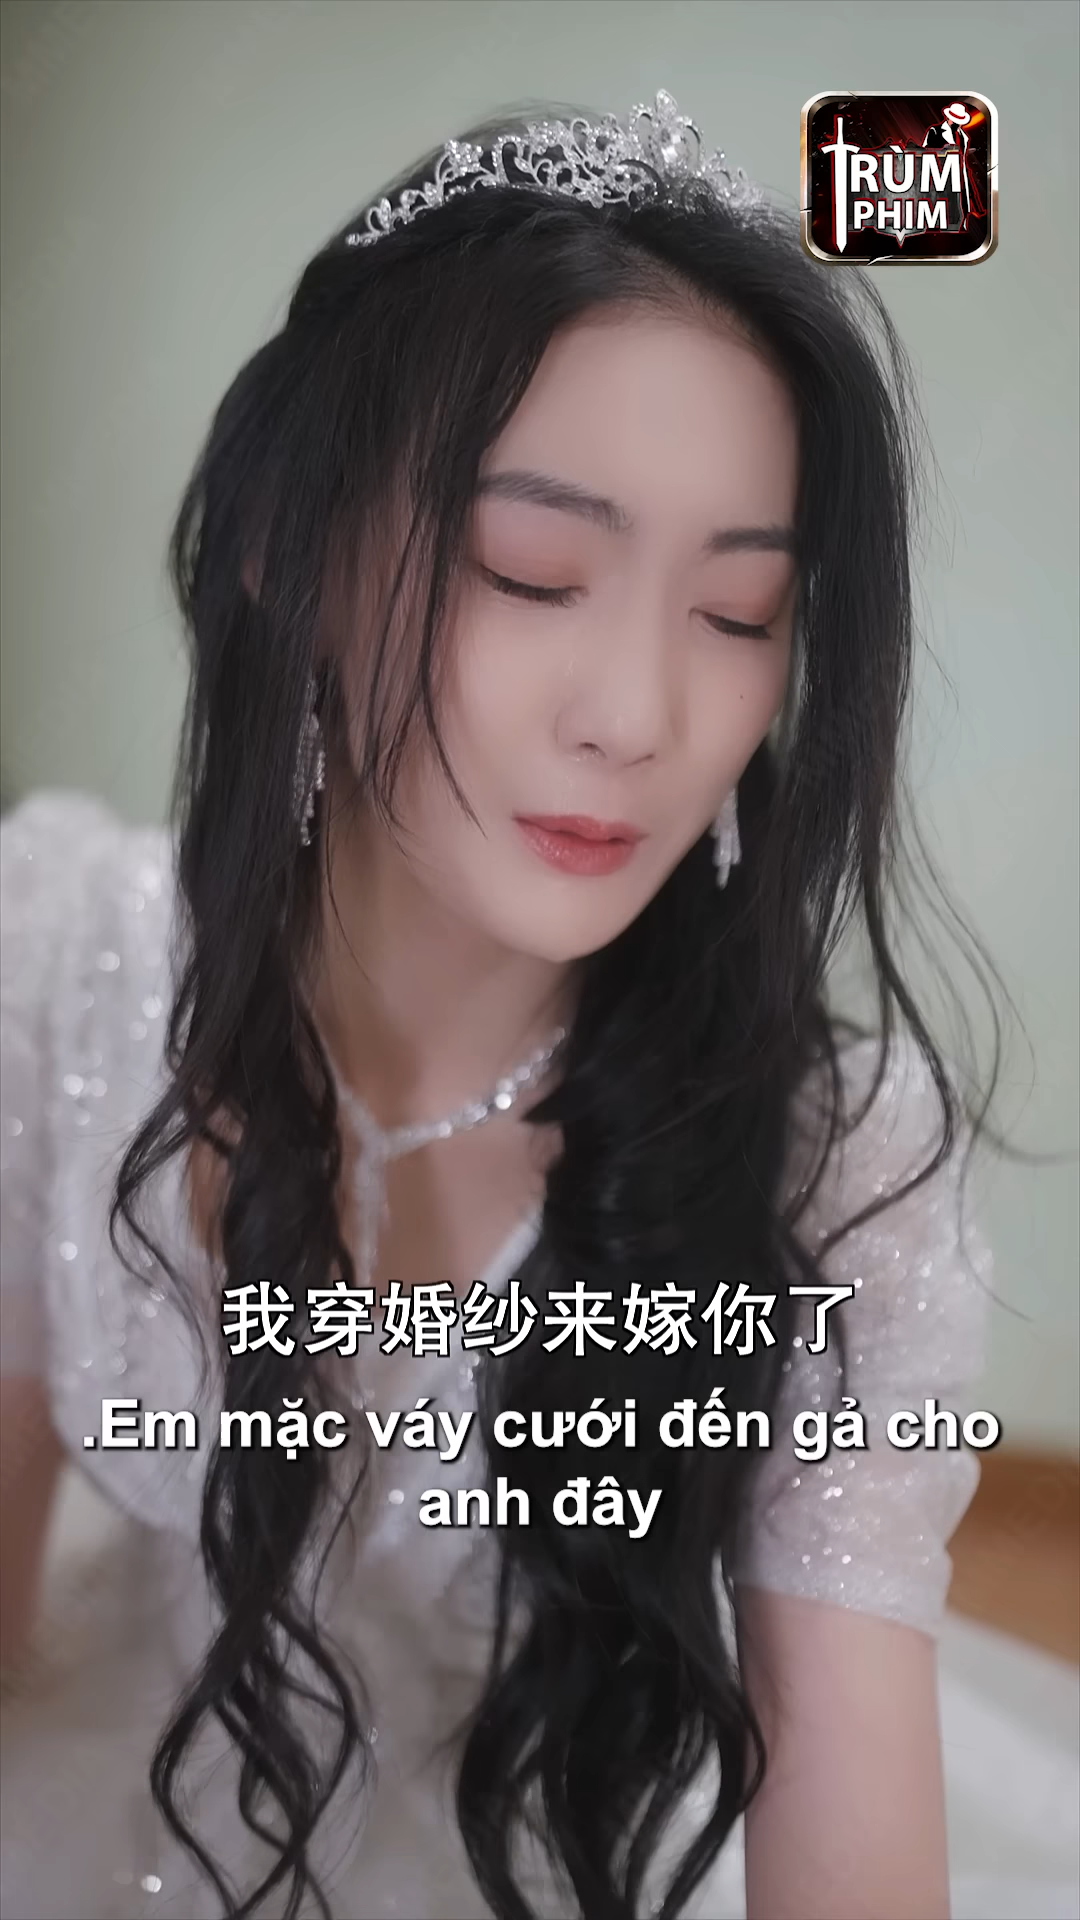 TRÙM
PHIM
我穿婚纱来嫁你了
.Em mặc váy cưới đến gả cho
anh đây